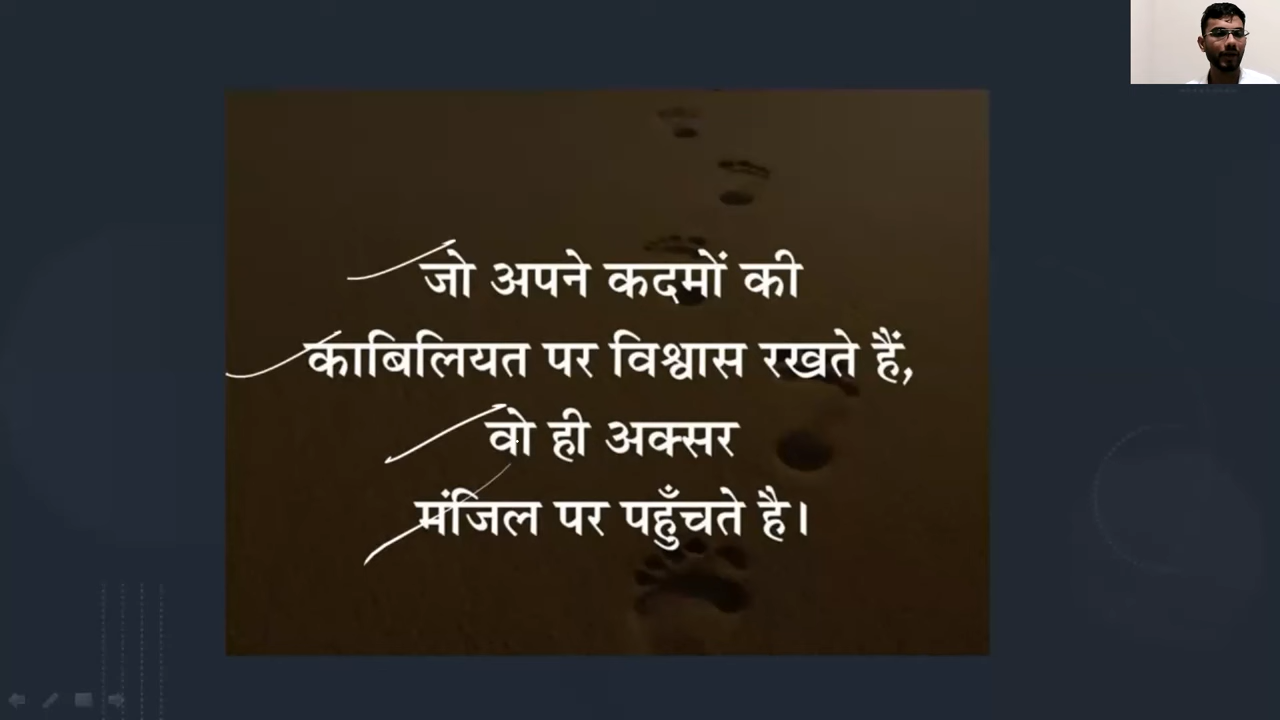 जो अपने कदमों की
काबिलियत पर विश्वास रखते हैं,
वो ही अक्सर
मंजिल पर पहुँचते है।